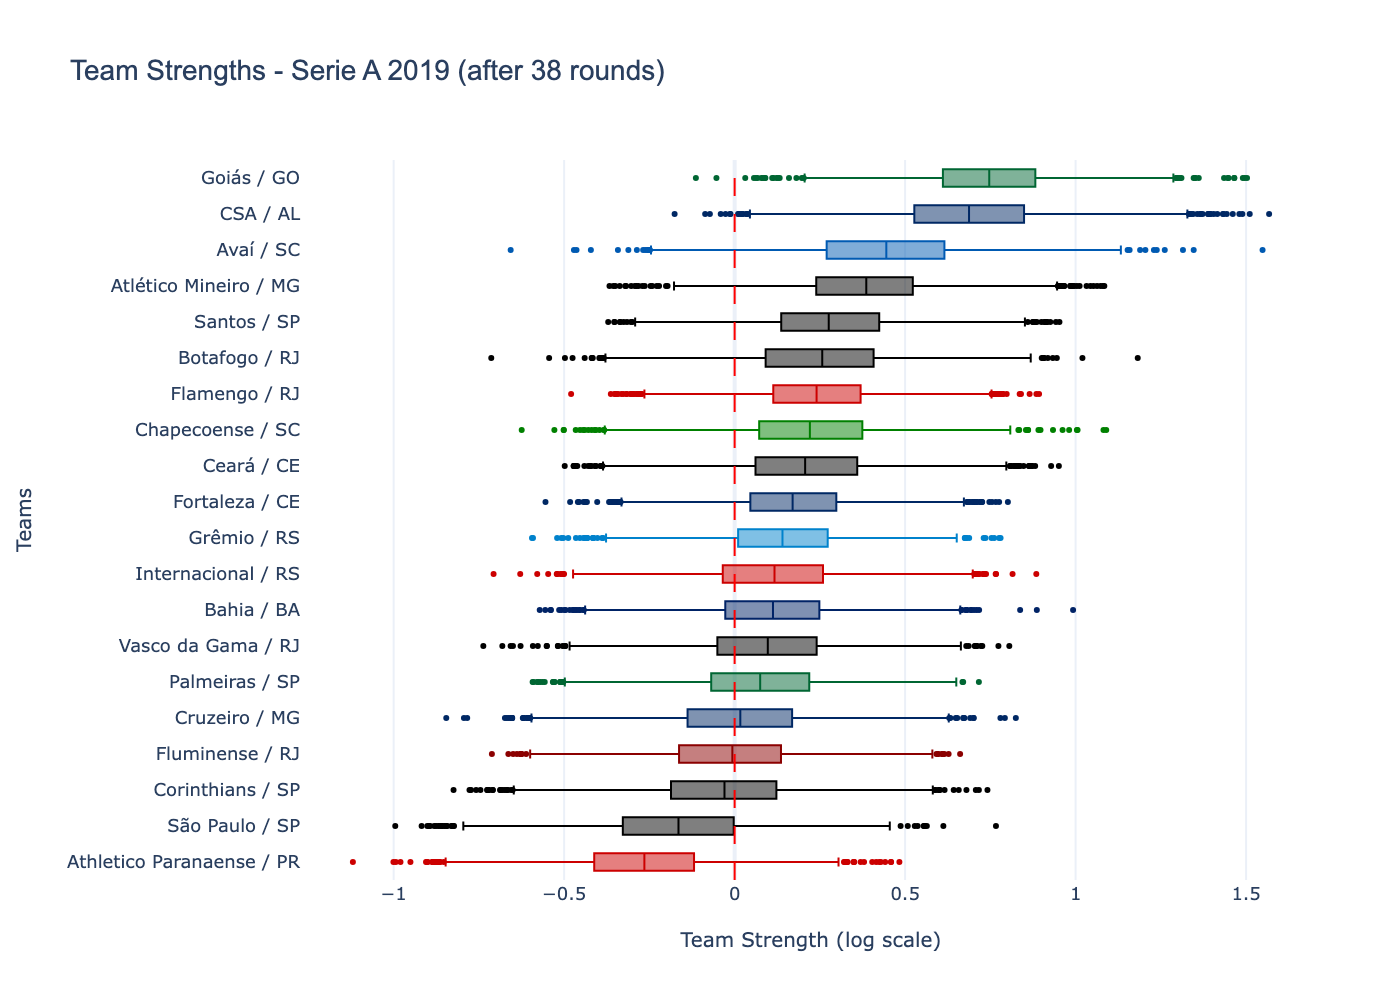 Team Strengths - Serie A 2019 (after 38 rounds)
Teams
Goiás / GO
CSA / AL
Avaí / SC
Atlético Mineiro / MG
Santos / SP
Botafogo / RJ
Flamengo / RJ
Chapecoense / SC
Ceará / CE
Fortaleza / CE
Grêmio / RS
Internacional / RS
Bahia / BA
Vasco da Gama / RJ
Palmeiras / SP
Cruzeiro / MG
Fluminense / RJ
Corinthians / SP
São Paulo / SP
Athletico Paranaense / PR
−1 −0.5 0 0.5 1 1.5
Team Strength (log scale)